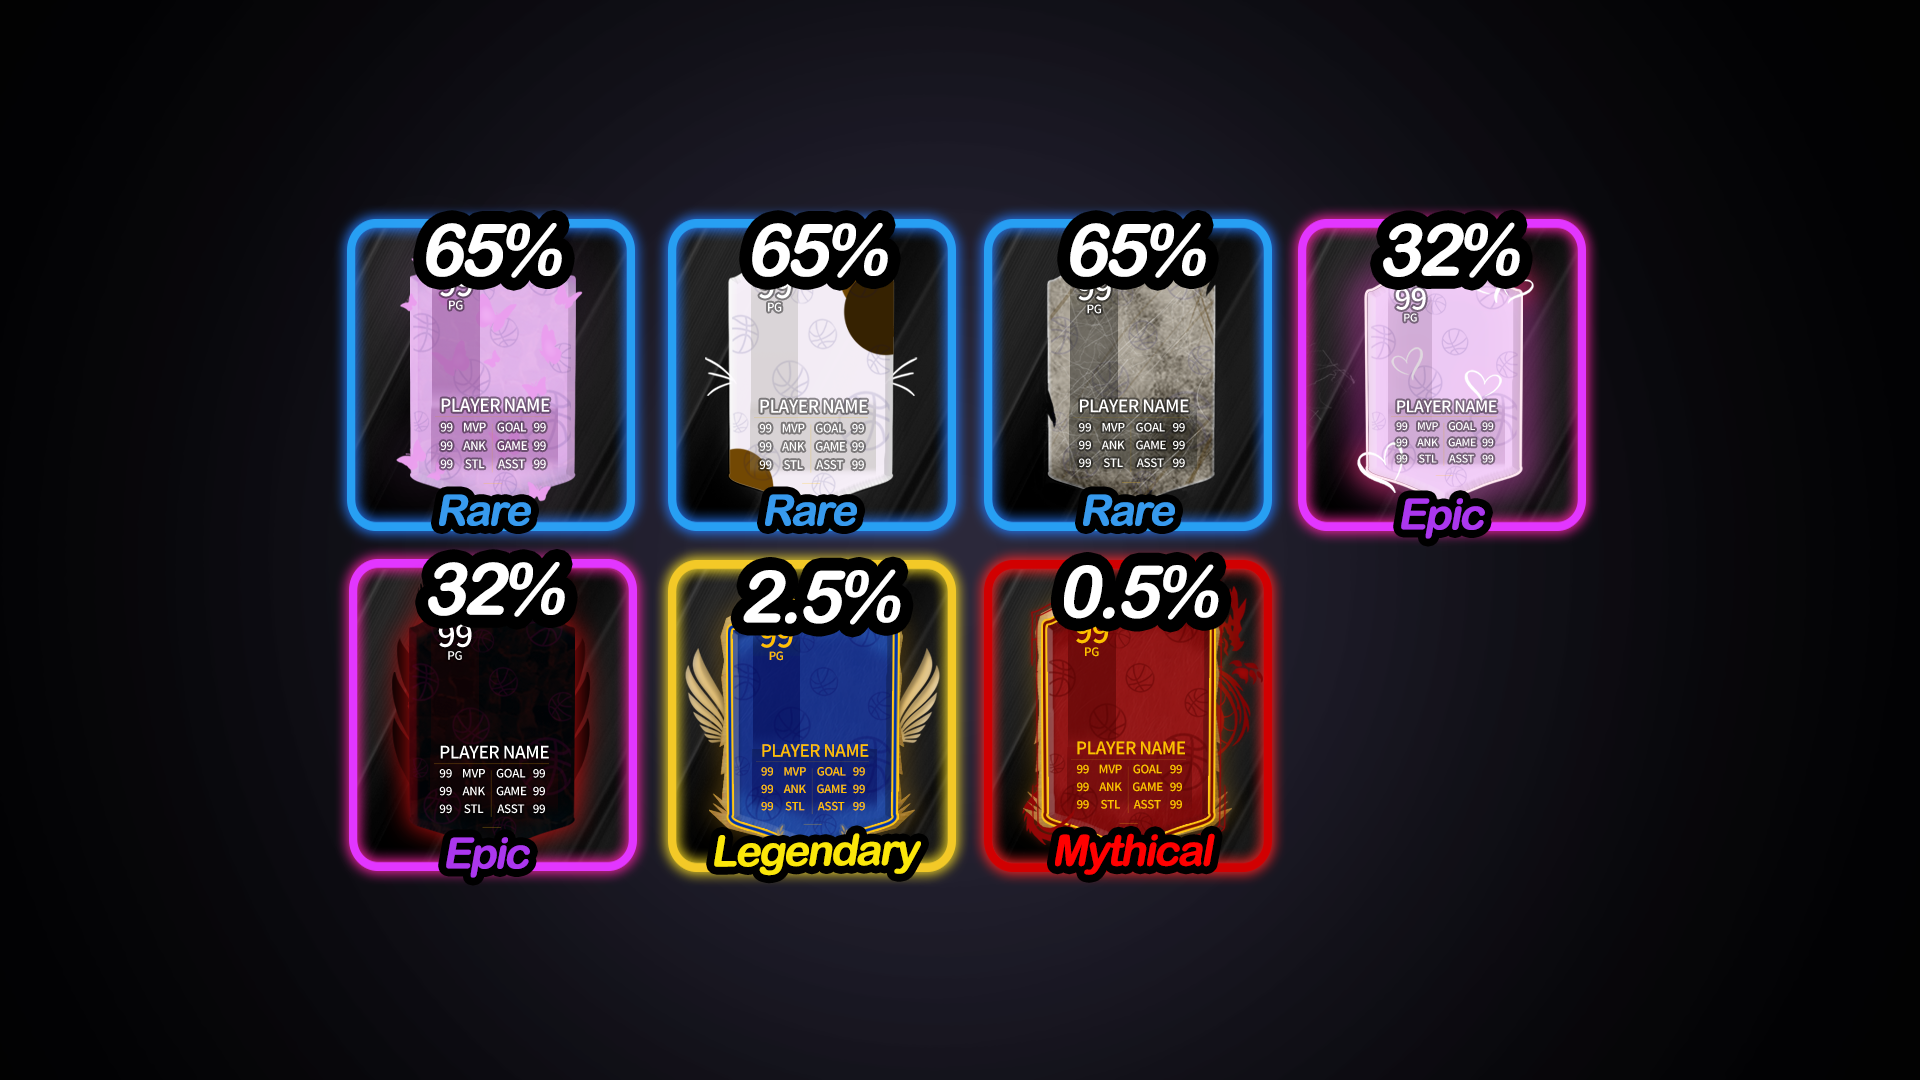 65%
99
PG
PLAYER NAME
99 MVP GOAL 99
99 ANK GAME 99
99 STL ASST 99
Rare
65%
99
PG
PLAYER NAME
99 MVP GOAL 99
99 ANK GAME 99
99 STL ASST 99
Rare
65%
99
PG
PLAYER NAME
99 MVP GOAL 99
99 ANK GAME 99
99 STL ASST 99
Rare
32%
99
PG
PLAYER NAME
99 MVP GOAL 99
99 ANK GAME 99
99 STL ASST 99
Epic
32%
99
PG
PLAYER NAME
99 MVP GOAL 99
99 ANK GAME 99
99 STL ASST 99
Epic
2.5%
99
PG
PLAYER NAME
99 MVP GOAL 99
99 ANK GAME 99
99 STL ASST 99
Legendary
0.5%
99
PG
PLAYER NAME
99 MVP GOAL 99
99 ANK GAME 99
99 STL ASST 99
Mythical